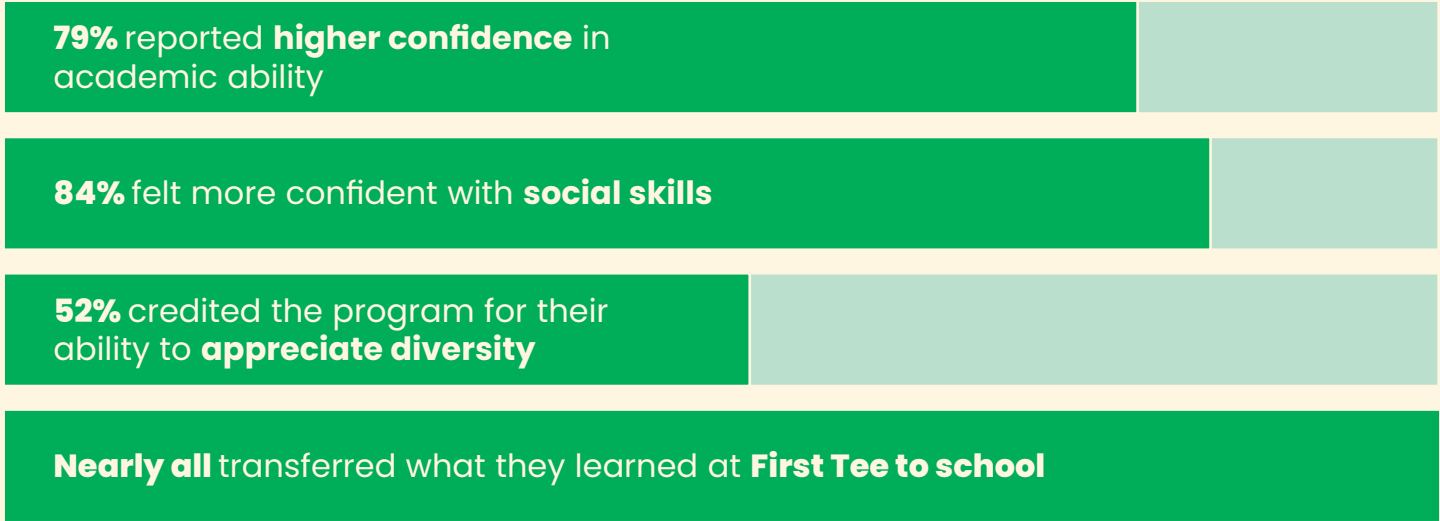 79% reported higher confidence in
academic ability
84% felt more confident with social skills
52% credited the program for their
ability to appreciate diversity
Nearly all transferred what they learned at First Tee to school